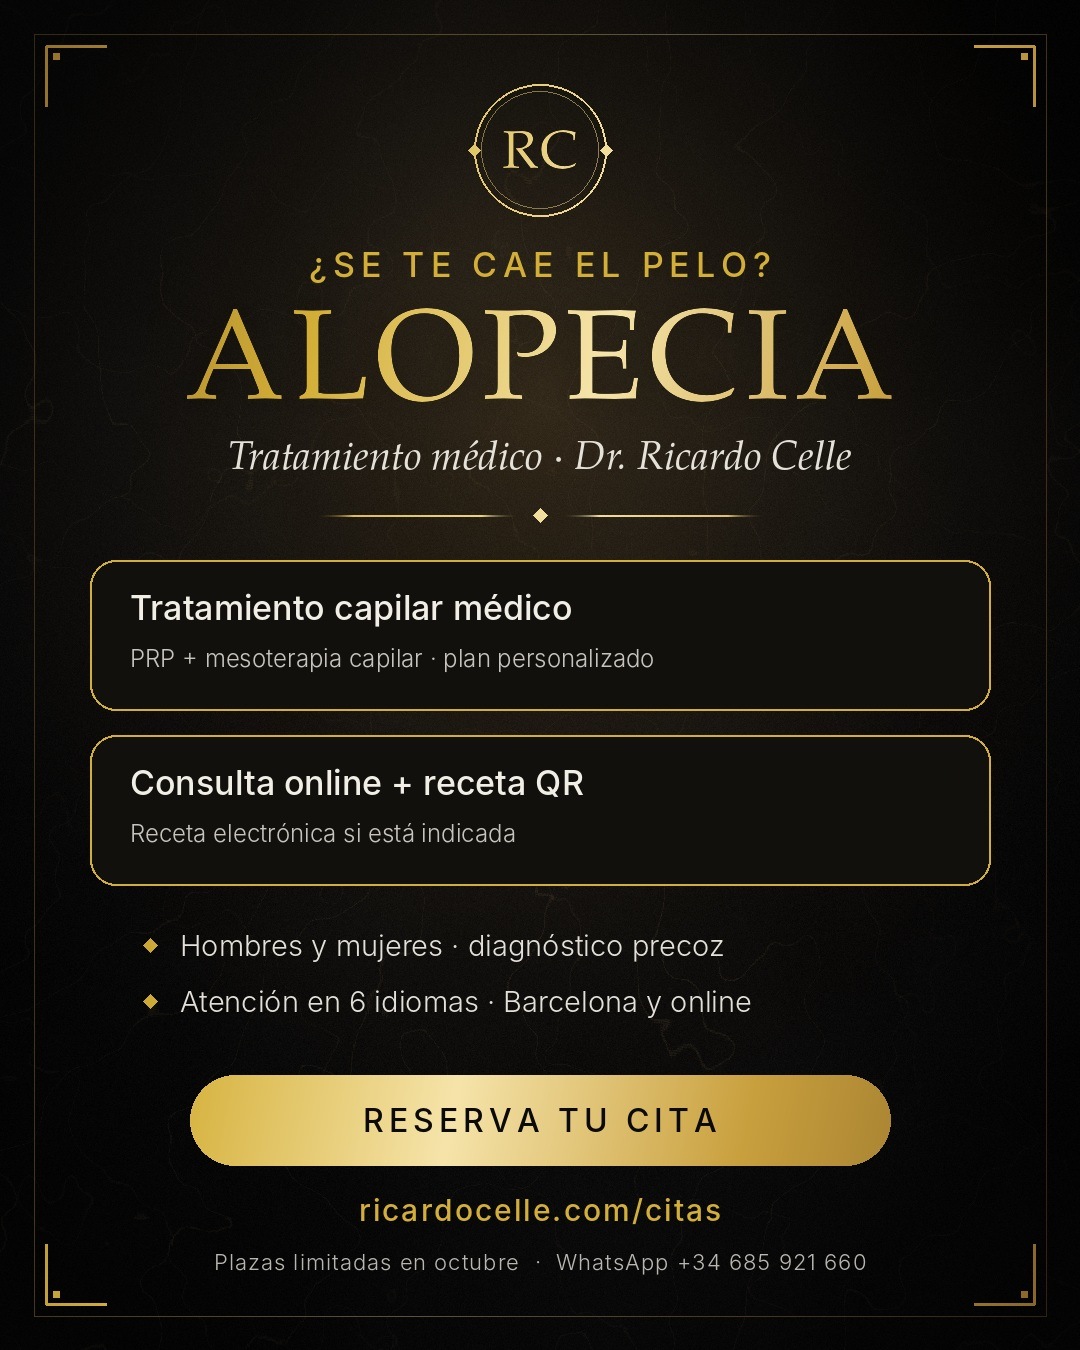 RC
¿SE TE CAE EL PELO?
ALOPECIA
Tratamiento médico · Dr. Ricardo Celle
Tratamiento capilar médico
PRP + mesoterapia capilar · plan personalizado
Consulta online + receta QR
Receta electrónica si está indicada
Hombres y mujeres · diagnóstico precoz
Atención en 6 idiomas · Barcelona y online
RESERVA TU CITA
ricardocelle.com/citas
Plazas limitadas en octubre · WhatsApp +34 685 921 660